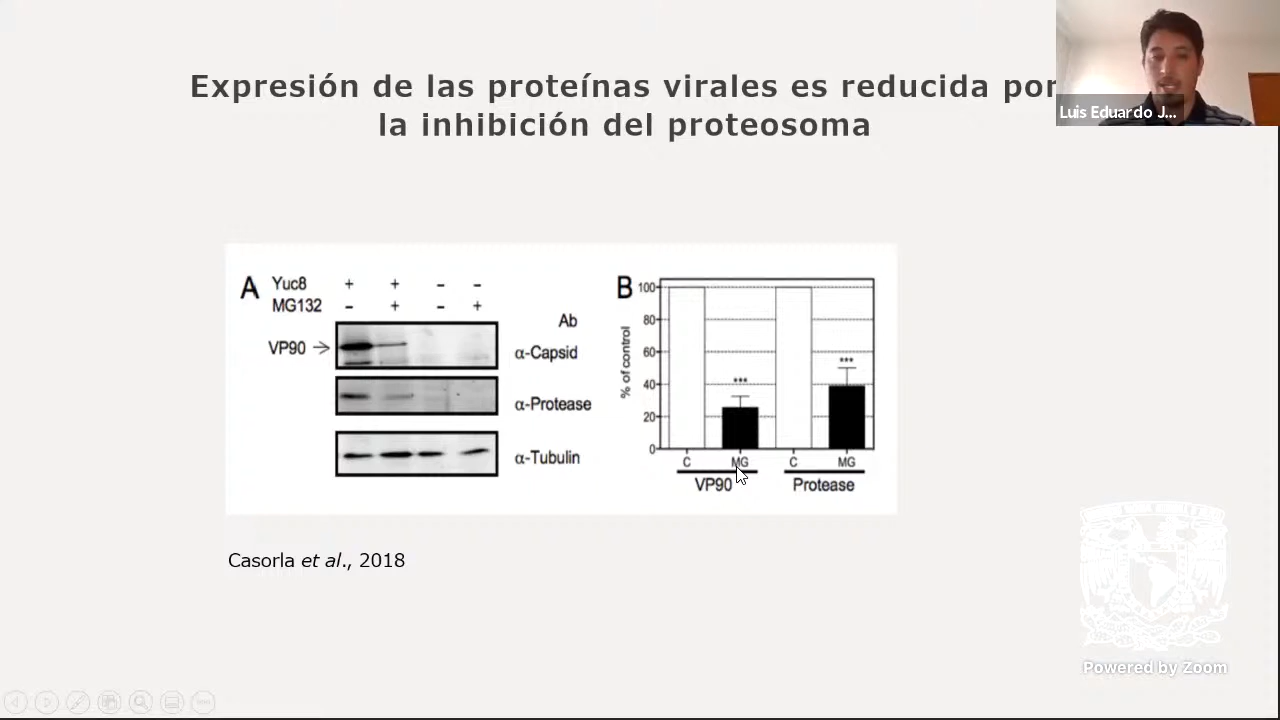 Expresión de las proteínas virales es reducida por
la inhibición del proteosoma
Luis Eduardo J...
A
Yuc8 + + - -
MG132 - + - +
Ab
VP90 → α-Capsid
α-Protease
α-Tubulin
B
% of control
100
80
60
40
20
0
*** ***
C MG C MG
VP90 Protease
Casorla et al., 2018
Powered by Zoom